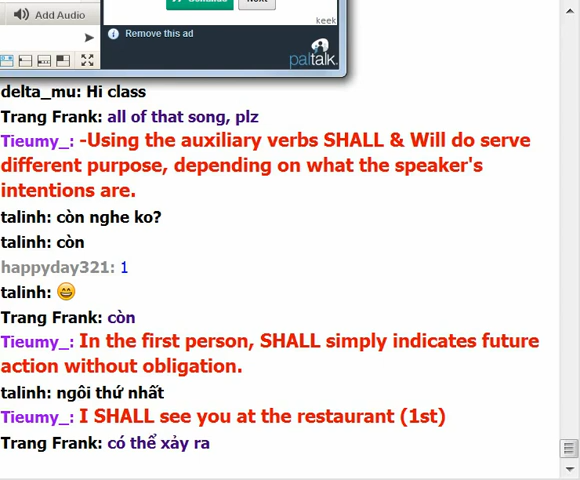 Add Audio
keek
Remove this ad
paltalk
delta_mu: Hi class
Trang Frank: all of that song, plz
Tieumy_: -Using the auxiliary verbs SHALL & Will do serve
different purpose, depending on what the speaker's
intentions are.
talinh: còn nghe ko?
talinh: còn
happyday321: 1
talinh: 😄
Trang Frank: còn
Tieumy_: In the first person, SHALL simply indicates future
action without obligation.
talinh: ngôi thứ nhất
Tieumy_: I SHALL see you at the restaurant (1st)
Trang Frank: có thể xảy ra